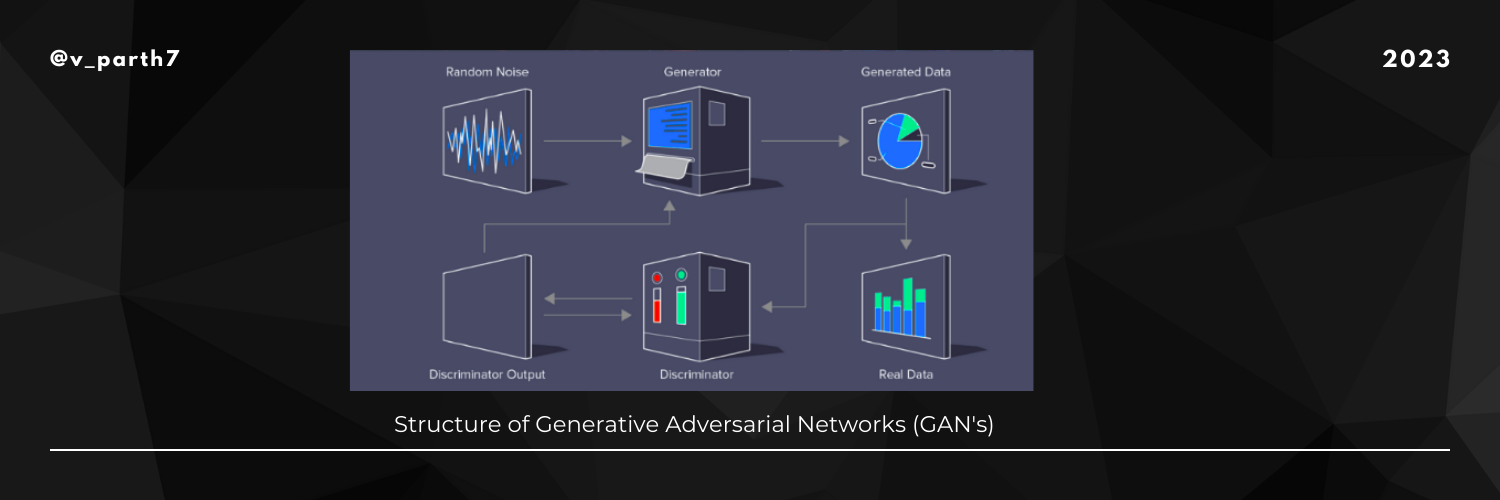 @v_parth7
2023
Random Noise
Generator
Generated Data
Discriminator Output
Discriminator
Real Data
Structure of Generative Adversarial Networks (GAN's)